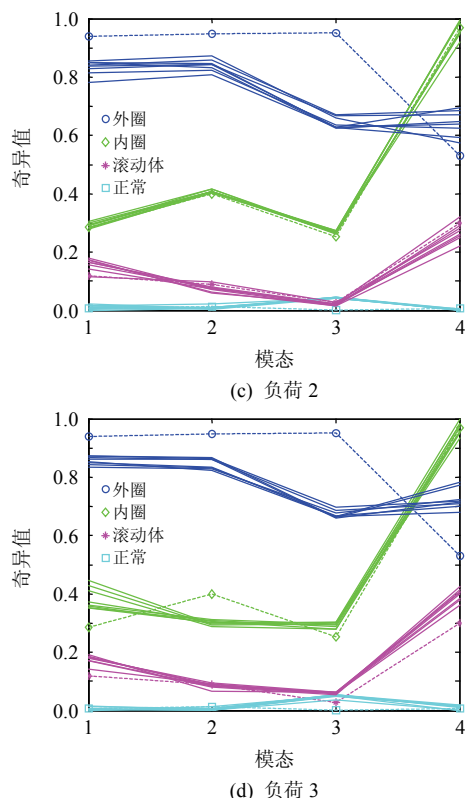 1.0
0.8
0.6
0.4
0.2
0.0
奇异值
外圈
内圈
滚动体
正常
1 2 3 4
模态
(c) 负荷 2
1.0
0.8
0.6
0.4
0.2
0.0
奇异值
外圈
内圈
滚动体
正常
1 2 3 4
模态
(d) 负荷 3